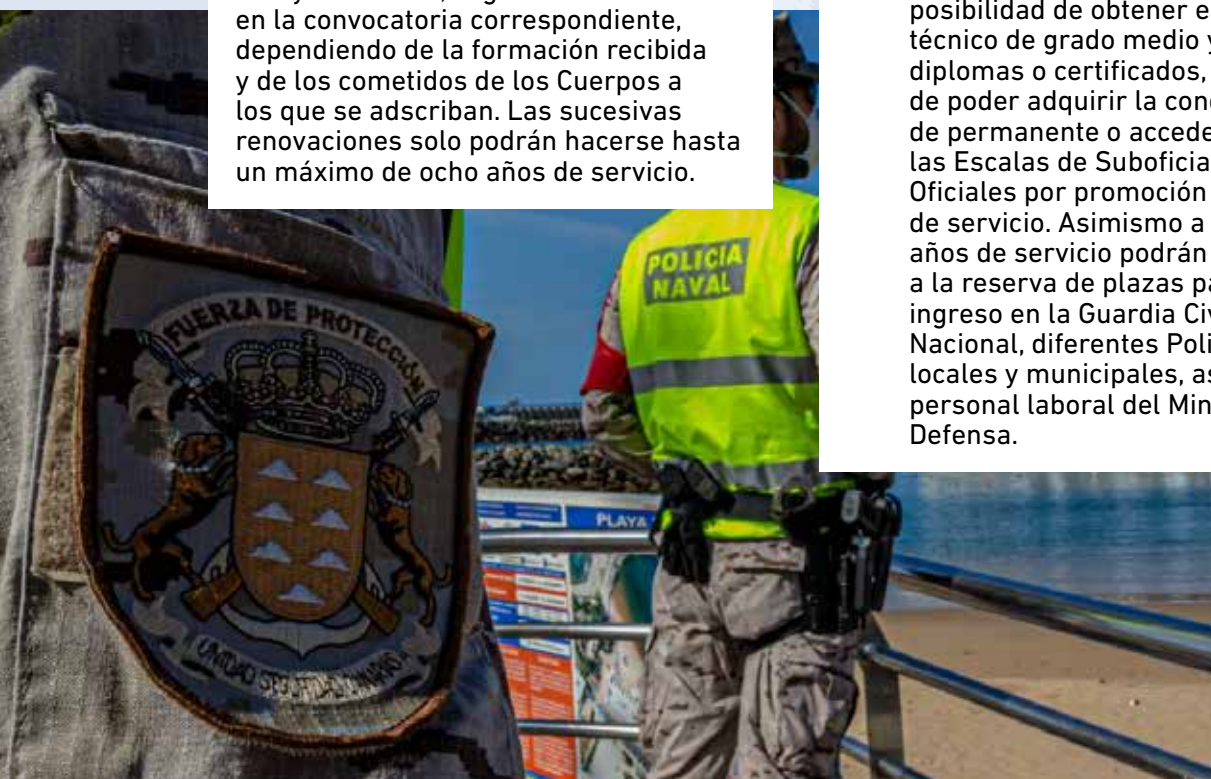 en la convocatoria correspondiente,
dependiendo de la formación recibida
y de los cometidos de los Cuerpos a
los que se adscriban. Las sucesivas
renovaciones solo podrán hacerse hasta
un máximo de ocho años de servicio.
posibilidad de obtener e
técnico de grado medio y
diplomas o certificados,
de poder adquirir la con
de permanente o accede
las Escalas de Suboficia
Oficiales por promoción
de servicio. Asimismo a
años de servicio podrán
a la reserva de plazas pa
ingreso en la Guardia Civ
Nacional, diferentes Poli
locales y municipales, as
personal laboral del Min
Defensa.
POLICIA
NAVAL
FUERZA DE PROTECCIÓN
UNIDAD SEGURIDAD
PLAYA